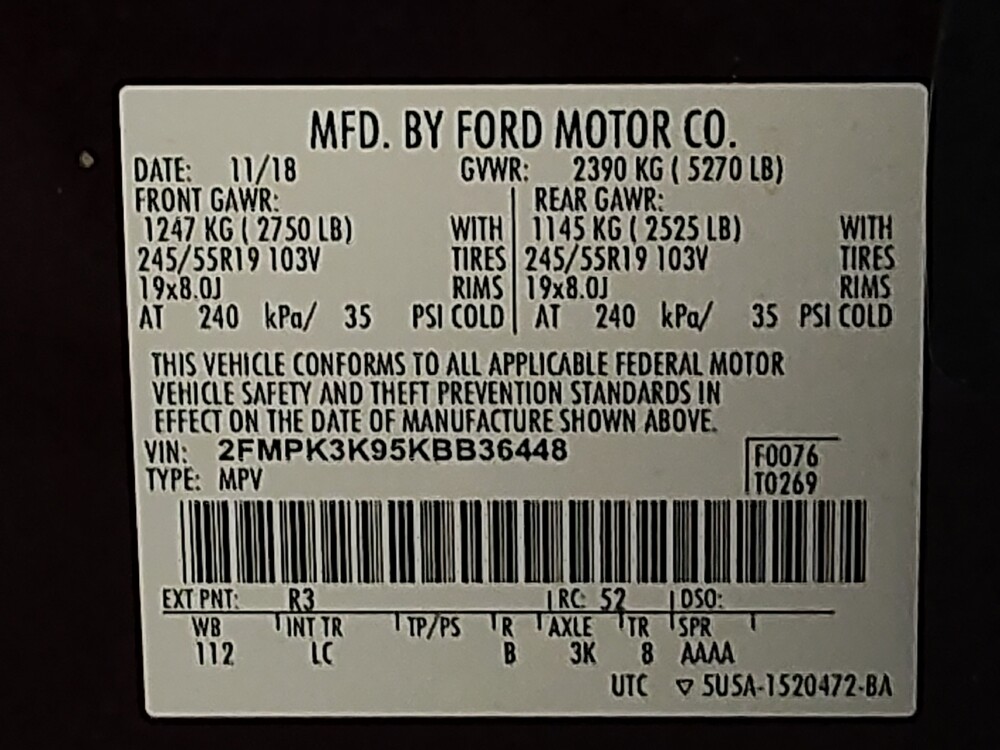 MFD. BY FORD MOTOR CO.
DATE: 11/18 GVWR: 2390 KG ( 5270 LB)
FRONT GAWR: REAR GAWR:
1247 KG ( 2750 LB) WITH 1145 KG ( 2525 LB) WITH
245/55R19 103V TIRES 245/55R19 103V TIRES
19x8.0J RIMS 19x8.0J RIMS
AT 240 kPa/ 35 PSI COLD AT 240 kPa/ 35 PSI COLD
THIS VEHICLE CONFORMS TO ALL APPLICABLE FEDERAL MOTOR
VEHICLE SAFETY AND THEFT PREVENTION STANDARDS IN
EFFECT ON THE DATE OF MANUFACTURE SHOWN ABOVE.
VIN: 2FMPK3K95KBB36448 F0076
TYPE: MPV T0269
EXT PNT: R3 RC: 52 DSO:
WB INT TR TP/PS R AXLE TR SPR
112 LC B 3K 8 AAAA
UTC ▽ 5U5A-1520472-BA